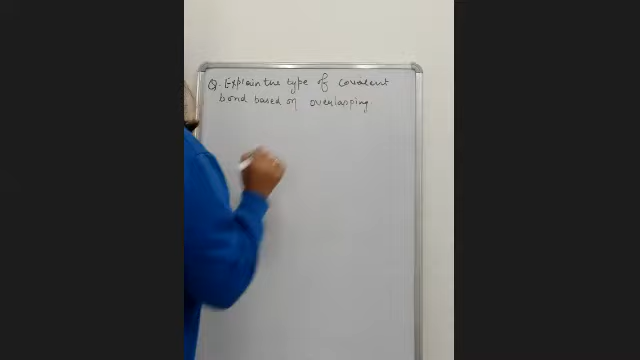 Q. Explain the type of covalent
bond based on overlapping